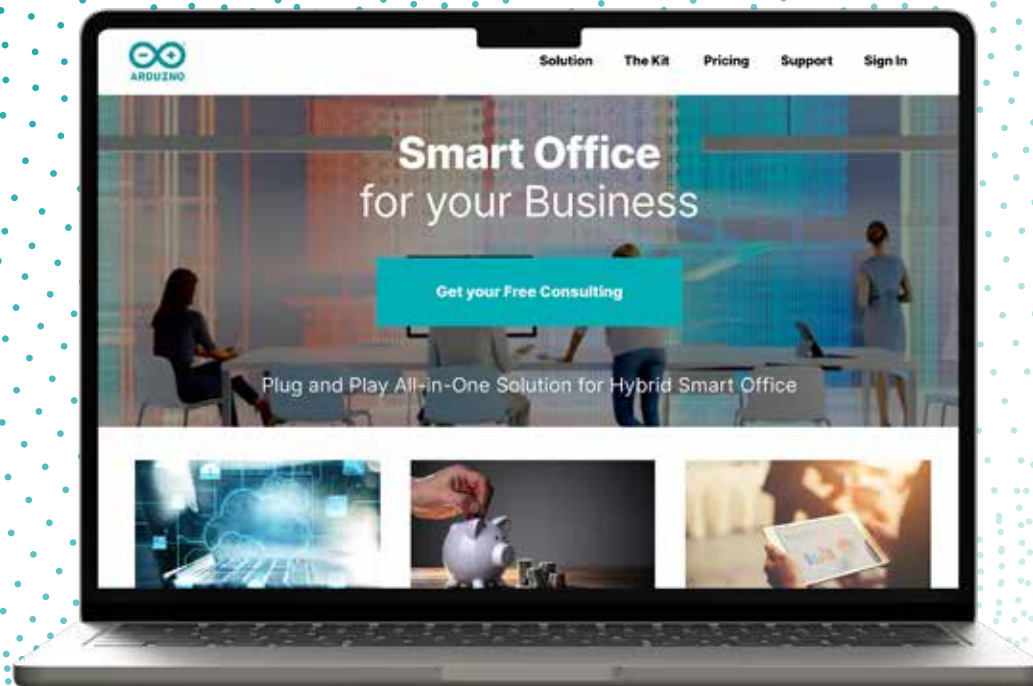 ARDUINO
Solution
The Kit
Pricing
Support
Sign In
Smart Office
for your Business
Get your Free Consulting
Plug and Play All-in-One Solution for Hybrid Smart Office